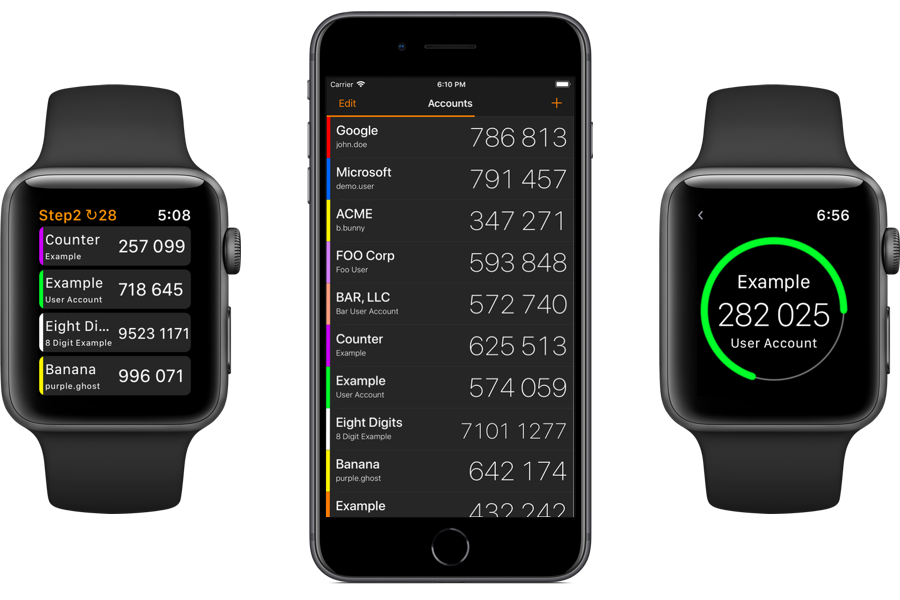 Step2 ↻28 5:08
Counter 257 099
Example
Example 718 645
User Account
Eight Di... 9523 1171
8 Digit Example
Banana 996 071
purple.ghost
Carrier 6:10 PM
Edit Accounts +
Google 786 813
john.doe
Microsoft 791 457
demo.user
ACME 347 271
b.bunny
FOO Corp 593 848
Foo User
BAR, LLC 572 740
Bar User Account
Counter 625 513
Example
Example 574 059
User Account
Eight Digits 7101 1277
8 Digit Example
Banana 642 174
purple.ghost
Example 432 242
< 6:56
Example
282 025
User Account